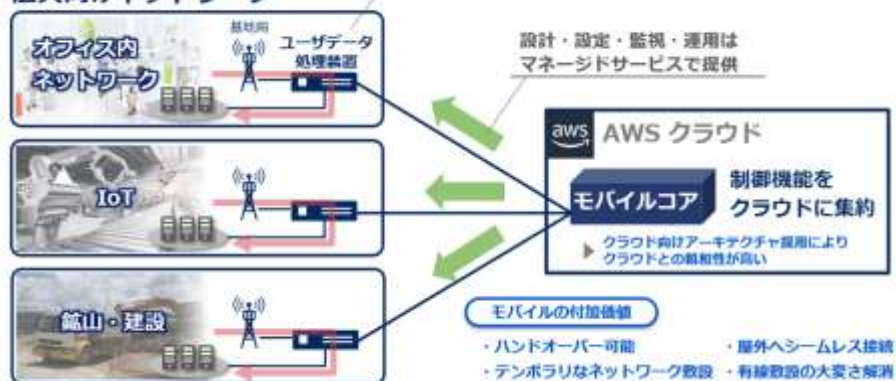 基地局
オフィス内
ネットワーク
ユーザデータ
処理装置
設計・設定・監視・運用は
マネージドサービスで提供
aws
AWS クラウド
IoT
モバイルコア
制御機能を
クラウドに集約
クラウド向けアーキテクチャ採用により
クラウドとの親和性が高い
鉱山・建設
モバイルの付加価値
・ハンドオーバー可能
・屋外へシームレス接続
・テンポラリなネットワーク敷設
・有線敷設の大変さ解消